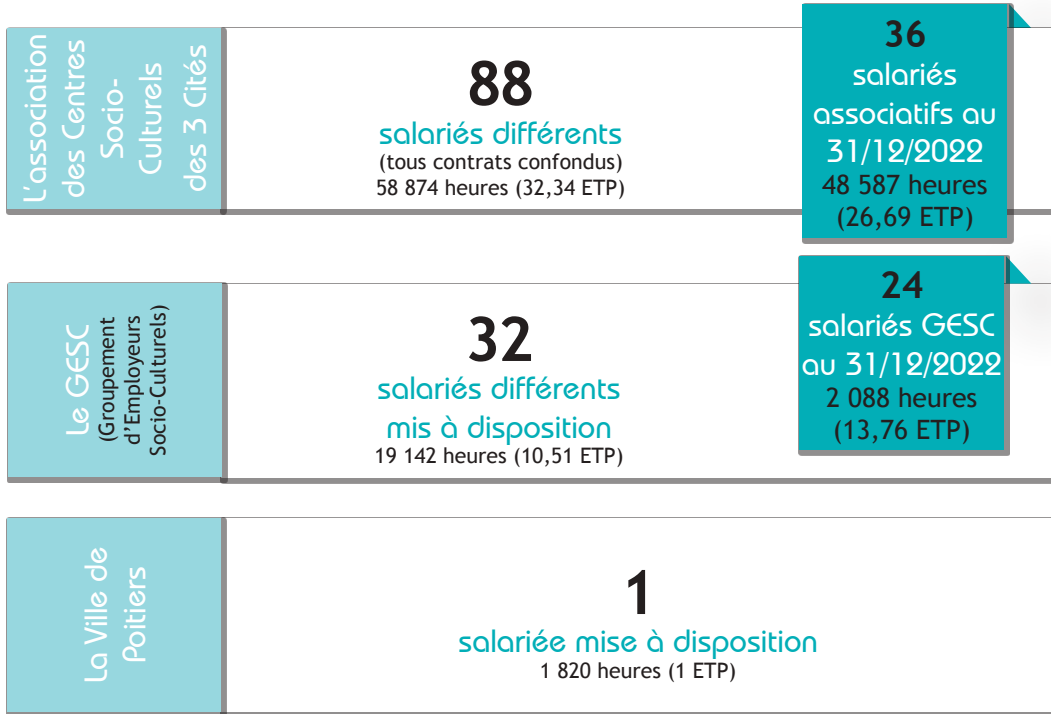 L'association
des Centres
Socio-
Culturels
des 3 Cités
88
salariés différents
(tous contrats confondus)
58 874 heures (32,34 ETP)
36
salariés
associatifs au
31/12/2022
48 587 heures
(26,69 ETP)
Le GESC
(Groupement
d'Employeurs
Socio-Culturels)
32
salariés différents
mis à disposition
19 142 heures (10,51 ETP)
24
salariés GESC
au 31/12/2022
2 088 heures
(13,76 ETP)
La Ville de
Poitiers
1
salariée mise à disposition
1 820 heures (1 ETP)